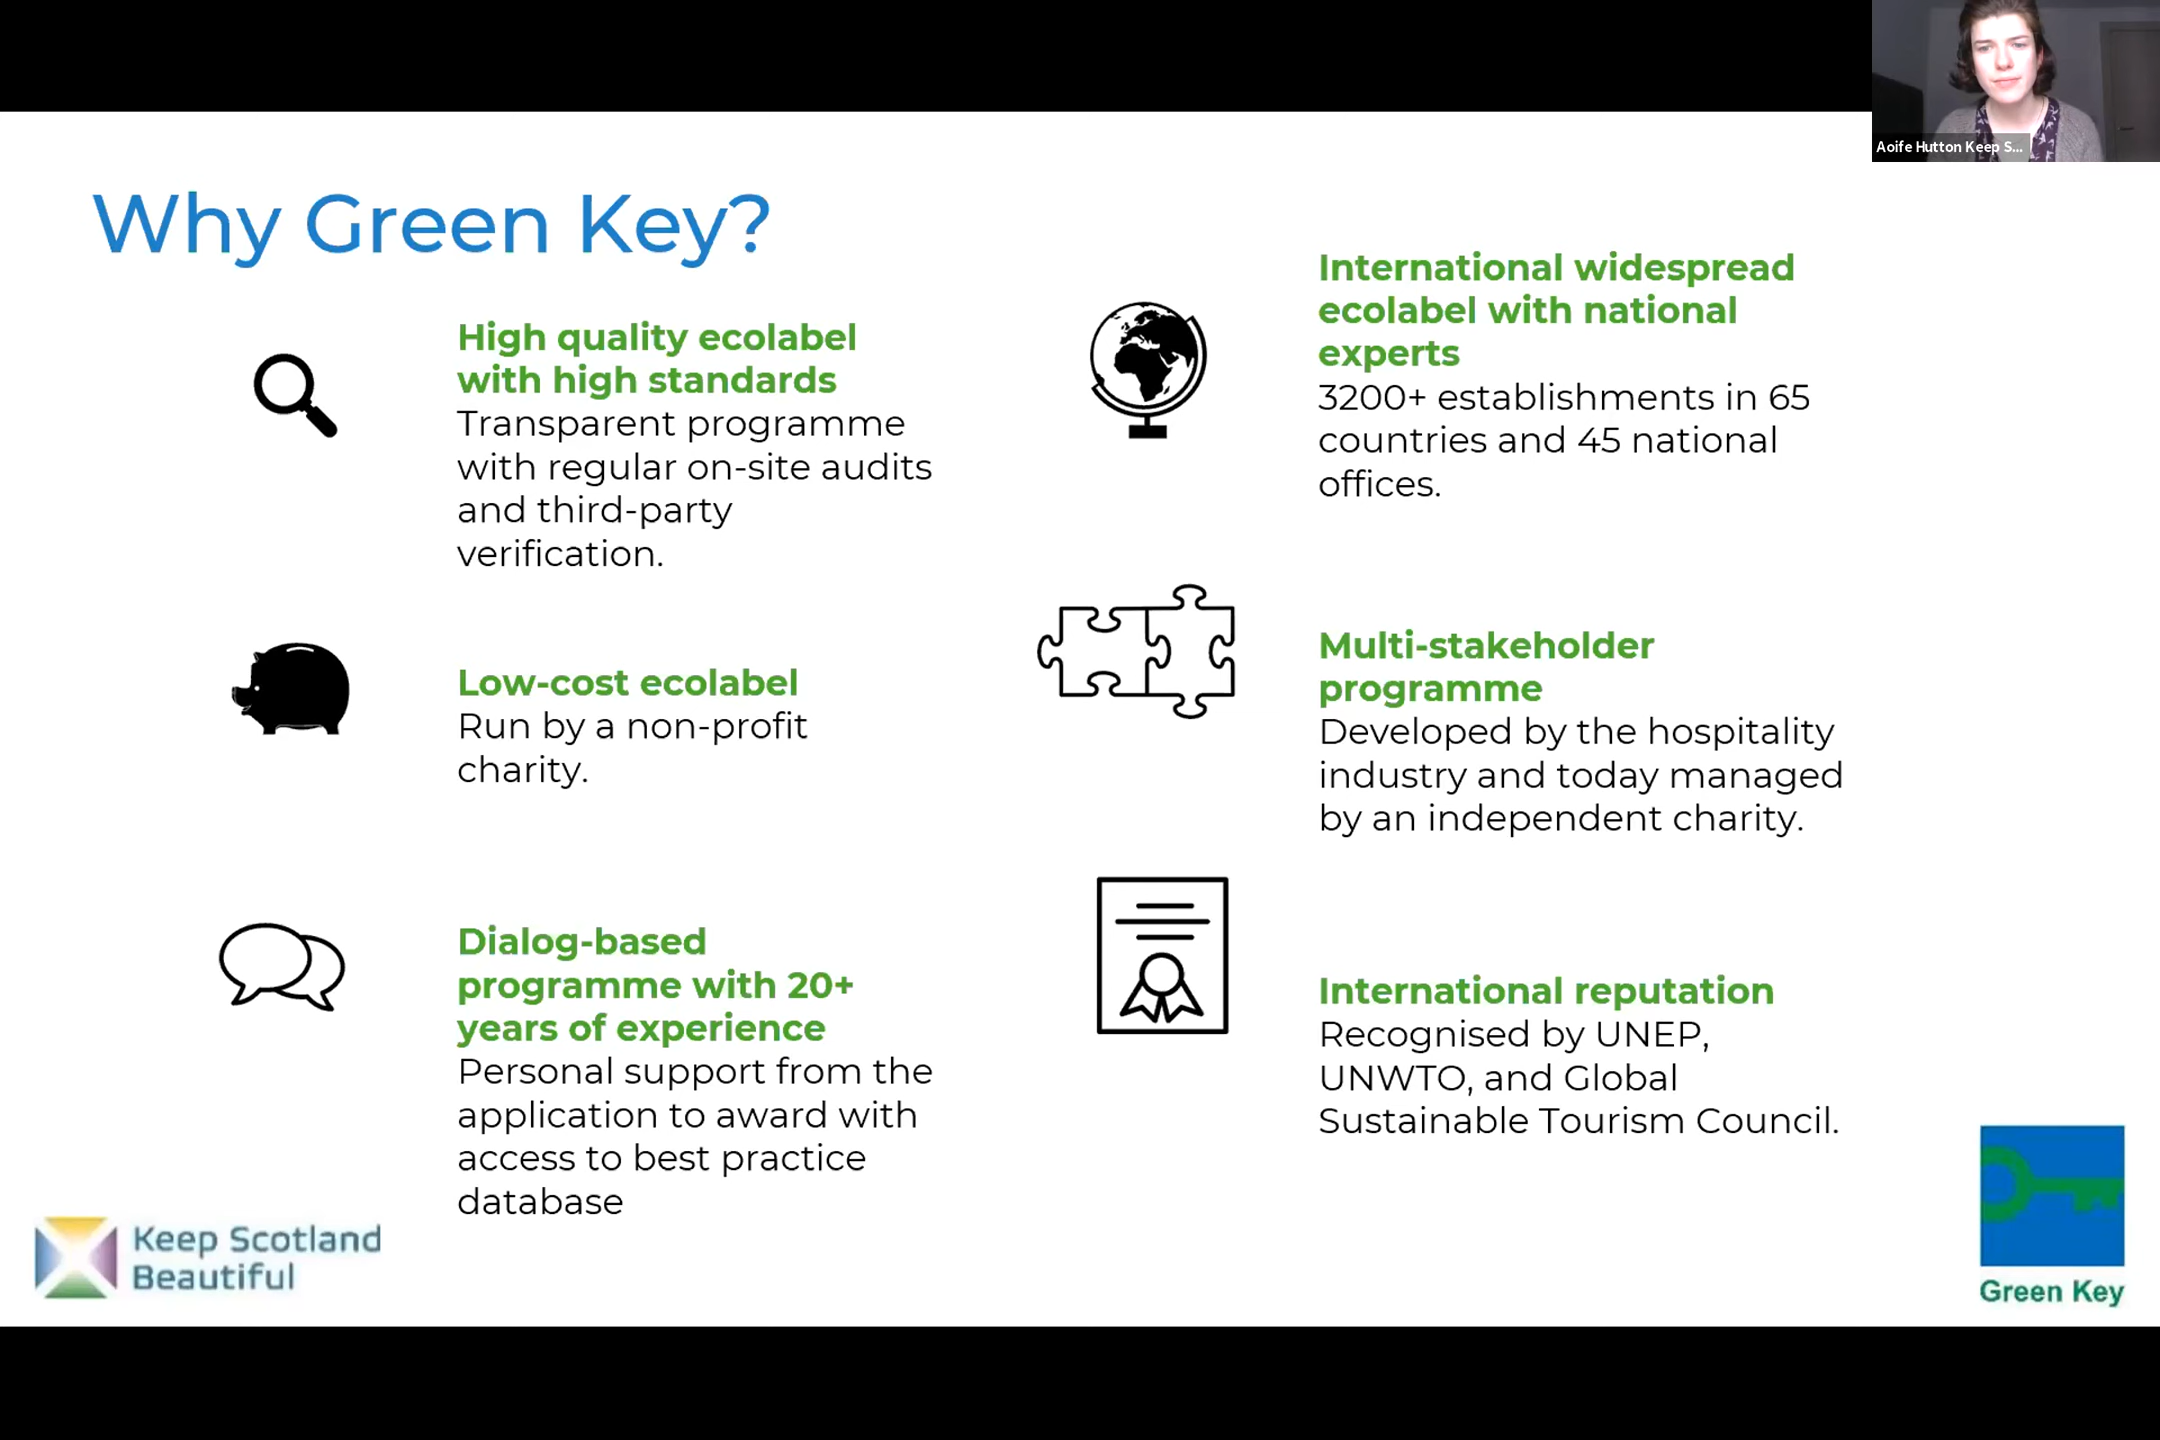 Aoife Hutton Keep S...
Why Green Key?
High quality ecolabel
with high standards
Transparent programme
with regular on-site audits
and third-party
verification.
Low-cost ecolabel
Run by a non-profit
charity.
Dialog-based
programme with 20+
years of experience
Personal support from the
application to award with
access to best practice
database
International widespread
ecolabel with national
experts
3200+ establishments in 65
countries and 45 national
offices.
Multi-stakeholder
programme
Developed by the hospitality
industry and today managed
by an independent charity.
International reputation
Recognised by UNEP,
UNWTO, and Global
Sustainable Tourism Council.
Keep Scotland
Beautiful
Green Key